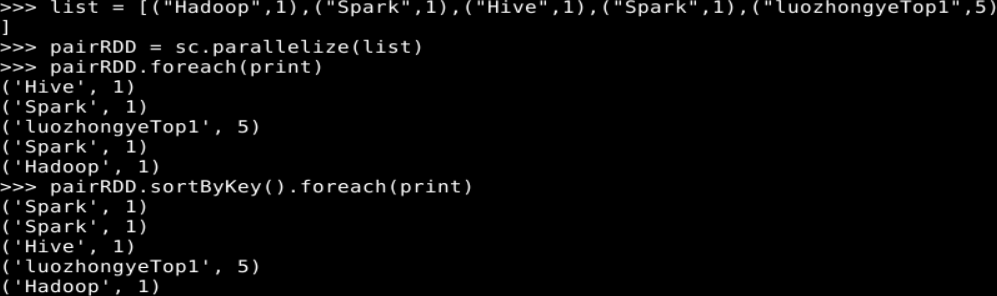 >>> list = [("Hadoop",1),("Spark",1),("Hive",1),("Spark",1),("luozhongyeTop1",5)
]
>>> pairRDD = sc.parallelize(list)
>>> pairRDD.foreach(print)
('Hive', 1)
('Spark', 1)
('luozhongyeTop1', 5)
('Spark', 1)
('Hadoop', 1)
>>> pairRDD.sortByKey().foreach(print)
('Spark', 1)
('Spark', 1)
('Hive', 1)
('luozhongyeTop1', 5)
('Hadoop', 1)